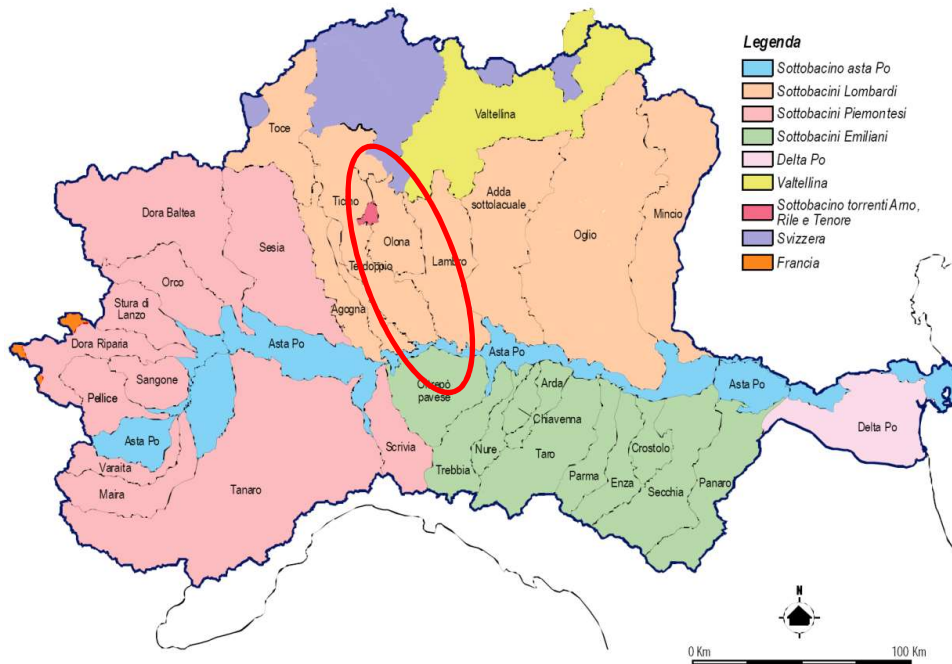 Legenda
Sottobacino asta Po
Sottobacini Lombardi
Sottobacini Piemontesi
Sottobacini Emiliani
Delta Po
Valtellina
Sottobacino torrenti Arno,
Rile e Tenore
Svizzera
Francia
Valtellina
Toce
Ticino
Adda
sottolacuale
Mincio
Dora Baltea
Oglio
Olona
Sesia
Lambro
Terdoppio
Orco
Stura di
Lanzo
Agogna
Asta Po
Dora Riparia
Asta Po
Sangone
Oltrepò
pavese
Arda
Asta Po
Pellice
Chiavenna
Asta Po
Delta Po
Nure
Crostolo
Scrivia
Taro
Varaita
Trebbia
Parma
Enza
Secchia
Panaro
Maira
Tanaro
N
0 Km
100 Km